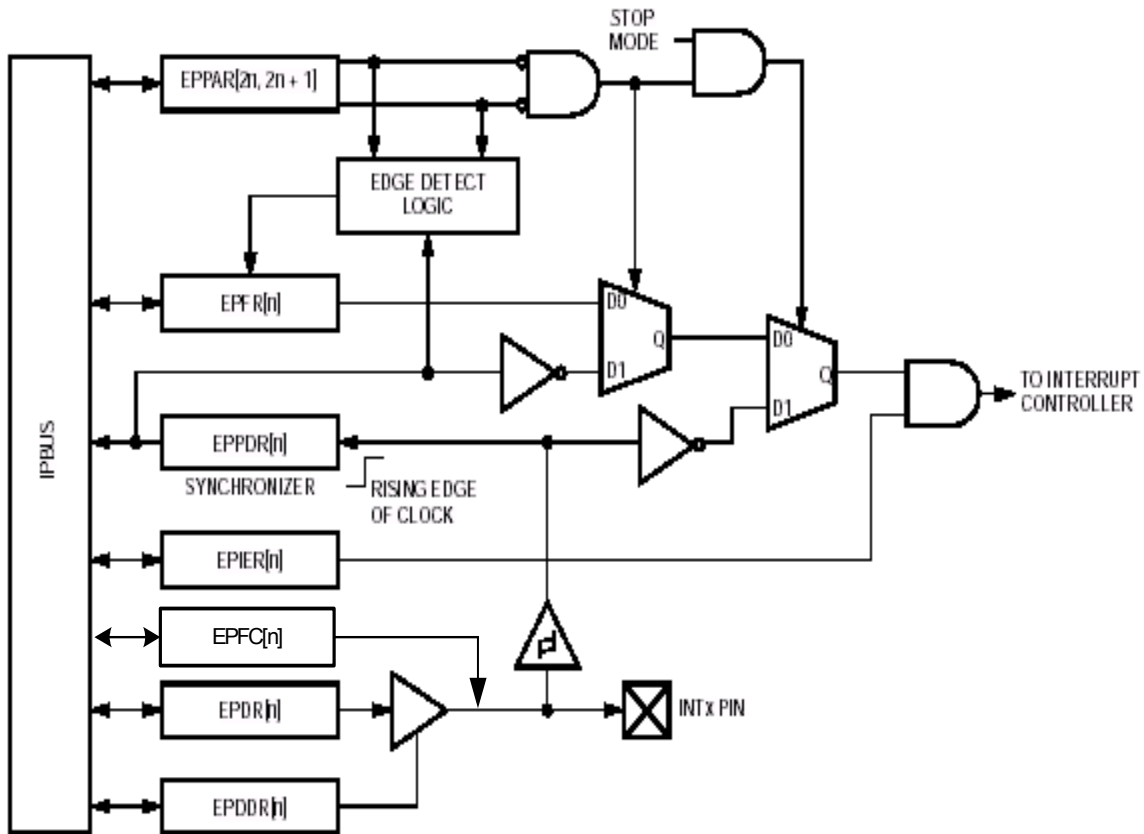 STOP
MODE
EPPAR[2n, 2n + 1]
EDGE DETECT
LOGIC
EPFR[n]
D0
Q
D1
D0
Q
D1
TO INTERRUPT
CONTROLLER
IPBUS
EPPDR[n]
SYNCHRONIZER
RISING EDGE
OF CLOCK
EPIER[n]
EPFC[n]
EPDR[n]
INTx PIN
EPDDR[n]